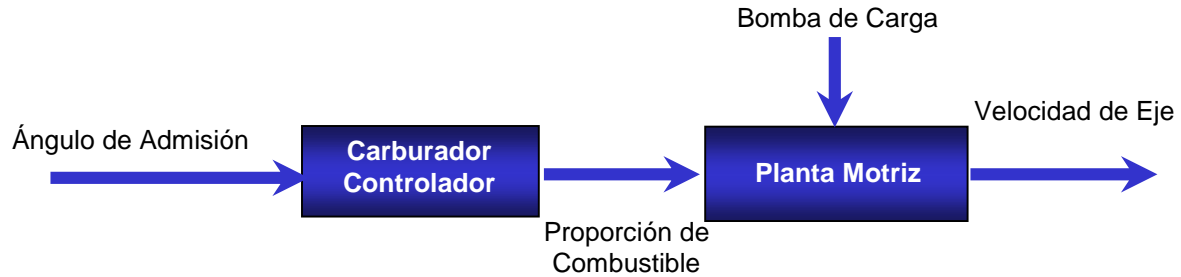 Bomba de Carga
Velocidad de Eje
Ángulo de Admisión
Carburador
Controlador
Planta Motriz
Proporción de
Combustible